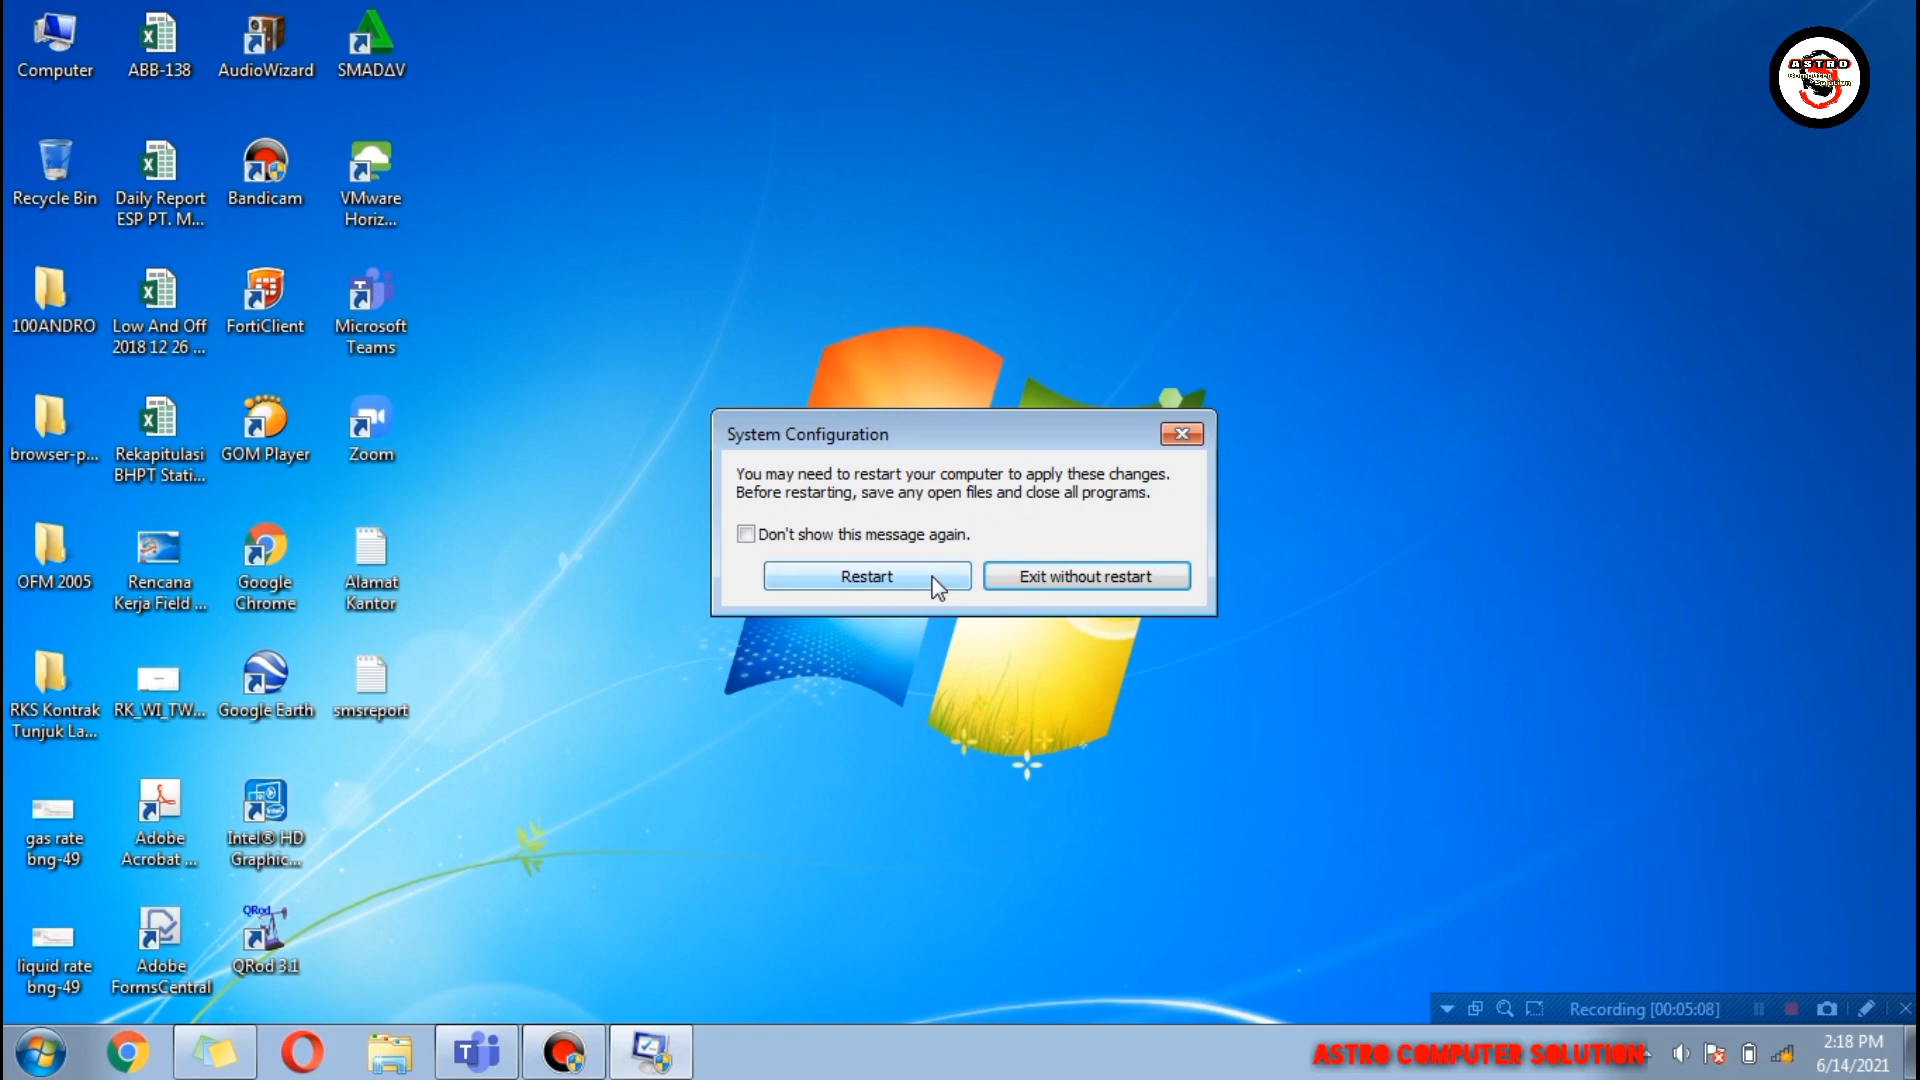 Computer
ABB-138
AudioWizard
SMADΔV
ASTRO
Computer
Solution
Recycle Bin
Daily Report
ESP PT. M...
Bandicam
VMware
Horiz...
100ANDRO
Low And Off
2018 12 26 ...
FortiClient
Microsoft
Teams
browser-p...
Rekapitulasi
BHPT Stati...
GOM Player
Zoom
OFM 2005
Rencana
Kerja Field ...
Google
Chrome
Alamat
Kantor
RKS Kontrak
Tunjuk La...
RK_WI_TW...
Google Earth
smsreport
gas rate
bng-49
Adobe
Acrobat ...
Intel® HD
Graphic...
liquid rate
bng-49
Adobe
FormsCentral
QRod
QRod 3.1
System Configuration
You may need to restart your computer to apply these changes.
Before restarting, save any open files and close all programs.
Don't show this message again.
Restart
Exit without restart
Recording [00:05:08]
ASTRO COMPUTER SOLUTION
2:18 PM
6/14/2021